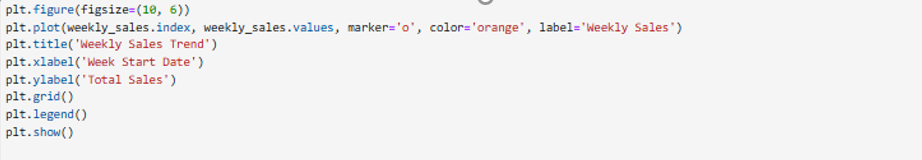 plt.figure(figsize=(10, 6))
plt.plot(weekly_sales.index, weekly_sales.values, marker='o', color='orange', label='Weekly Sales')
plt.title('Weekly Sales Trend')
plt.xlabel('Week Start Date')
plt.ylabel('Total Sales')
plt.grid()
plt.legend()
plt.show()